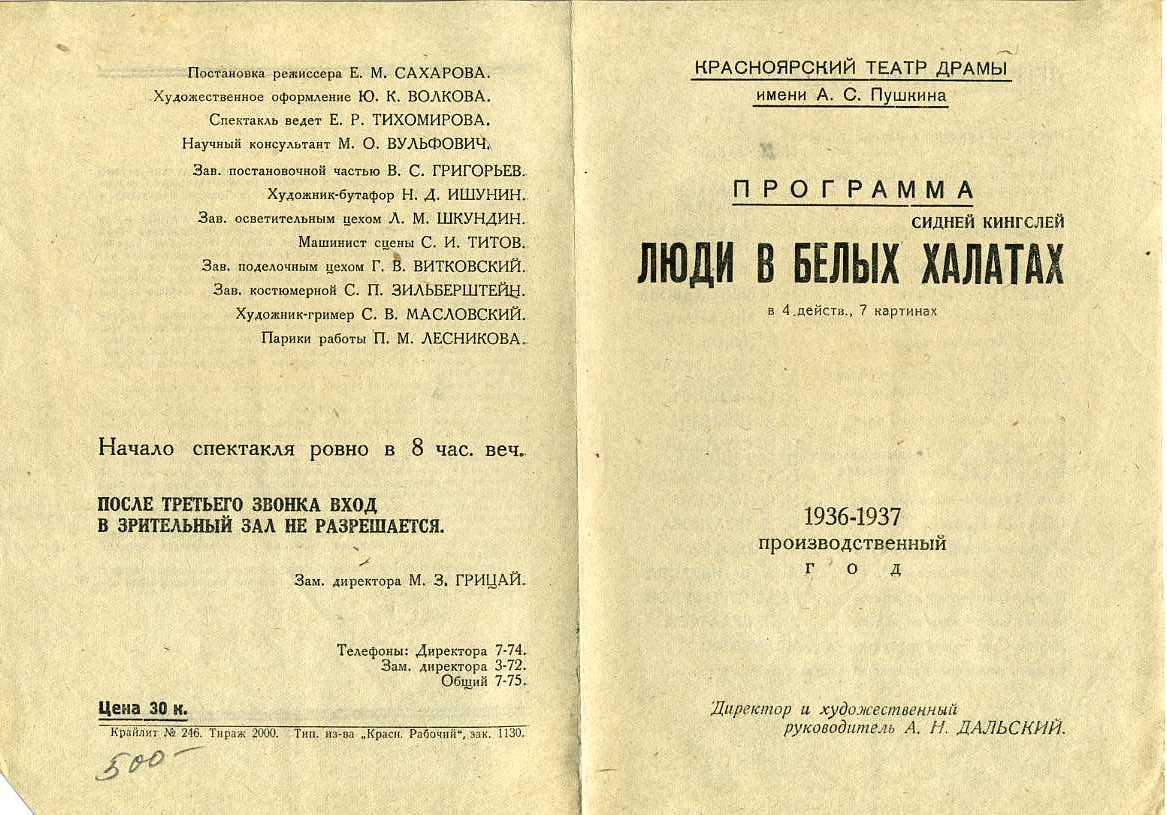 Постановка режиссера Е. М. САХАРОВА.
Художественное оформление Ю. К. ВОЛКОВА.
Спектакль ведет Е. Р. ТИХОМИРОВА.
Научный консультант М. О. ВУЛЬФОВИЧ.
Зав. постановочной частью В. С. ГРИГОРЬЕВ.
Художник-бутафор Н. Д. ИШУНИН.
Зав. осветительным цехом Л. М. ШКУНДИН.
Машинист сцены С. И. ТИТОВ.
Зав. поделочным цехом Г. В. ВИТКОВСКИЙ.
Зав. костюмерной С. П. ЗИЛЬБЕРШТЕЙН.
Художник-гример С. В. МАСЛОВСКИЙ.
Парики работы П. М. ЛЕСНИКОВА.
Начало спектакля ровно в 8 час. веч.
ПОСЛЕ ТРЕТЬЕГО ЗВОНКА ВХОД
В ЗРИТЕЛЬНЫЙ ЗАЛ НЕ РАЗРЕШАЕТСЯ.
Зам. директора М. З. ГРИЦАЙ.
Телефоны: Директора 7-74.
Зам. директора 3-72.
Общий 7-75.
Цена 30 к.
Крайлит № 246. Тираж 2000. Тип. из-ва „Красн. Рабочий“, зак. 1130.
500-
КРАСНОЯРСКИЙ ТЕАТР ДРАМЫ
имени А. С. Пушкина
ПРОГРАММА
СИДНЕЙ КИНГСЛЕЙ
ЛЮДИ В БЕЛЫХ ХАЛАТАХ
в 4 действ., 7 картинах
1936-1937
производственный
год
Директор и художественный
руководитель А. Н. ДАЛЬСКИЙ.